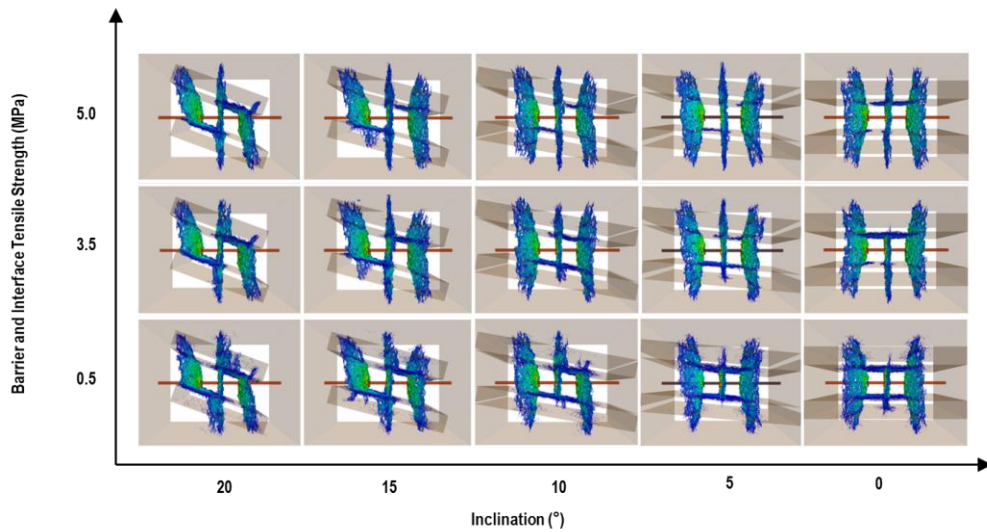 Barrier and Interface Tensile Strength (MPa)
5.0
3.5
0.5
20 15 10 5 0
Inclination (°)